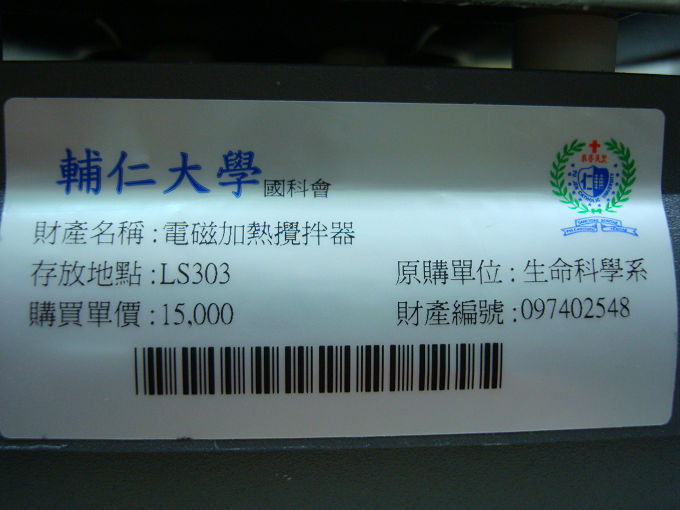 輔仁大學 國科會
財產名稱:電磁加熱攪拌器
存放地點:LS303 原購單位:生命科學系
購買單價:15,000 財產編號:097402548